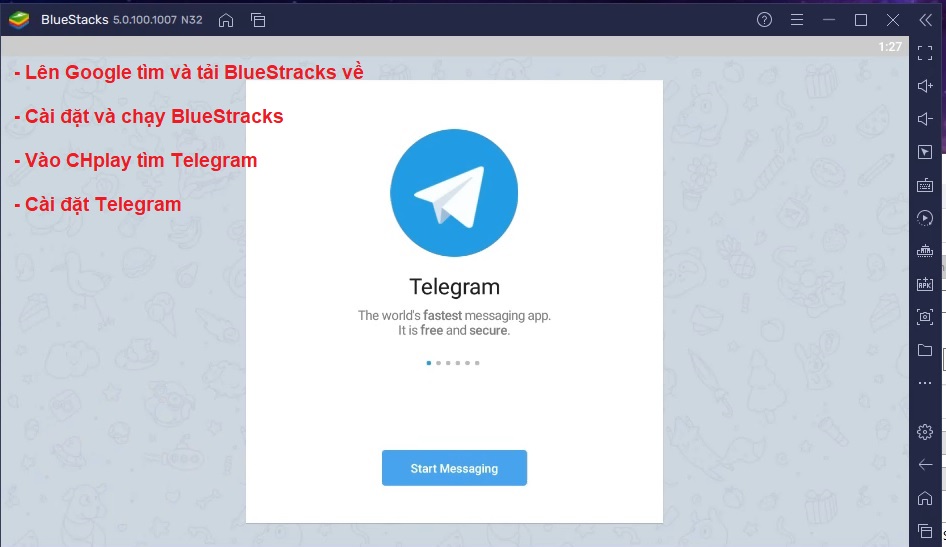 BlueStacks 5.0.100.1007 N32
1:27
- Lên Google tìm và tải BlueStracks về
- Cài đặt và chạy BlueStracks
- Vào CHplay tìm Telegram
- Cài đặt Telegram
Telegram
The world's fastest messaging app.
It is free and secure.
Start Messaging